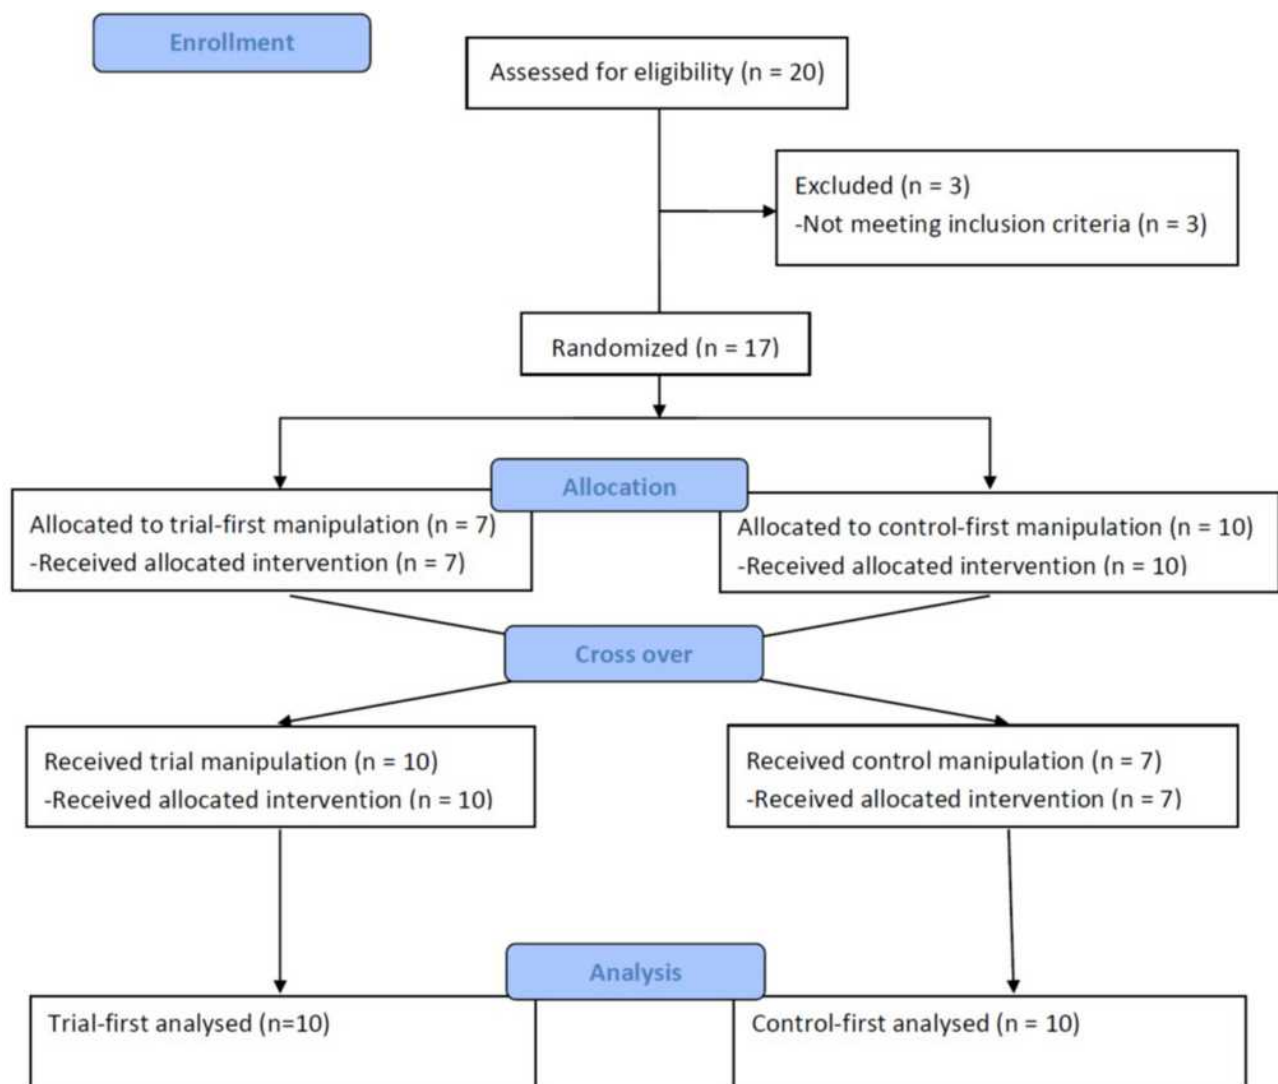 Enrollment
Assessed for eligibility (n = 20)
Excluded (n = 3)
-Not meeting inclusion criteria (n = 3)
Randomized (n = 17)
Allocation
Allocated to trial-first manipulation (n = 7)
-Received allocated intervention (n = 7)
Allocated to control-first manipulation (n = 10)
-Received allocated intervention (n = 10)
Cross over
Received trial manipulation (n = 10)
-Received allocated intervention (n = 10)
Received control manipulation (n = 7)
-Received allocated intervention (n = 7)
Analysis
Trial-first analysed (n=10)
Control-first analysed (n = 10)